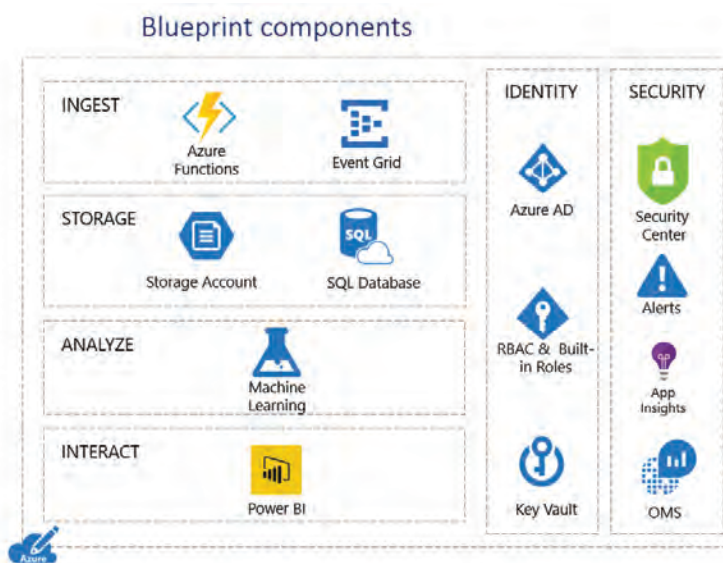 Blueprint components
INGEST
Azure
Functions
Event Grid
STORAGE
Storage Account
SQL
SQL Database
ANALYZE
Machine
Learning
INTERACT
Power BI
IDENTITY
Azure AD
RBAC & Built-
in Roles
Key Vault
SECURITY
Security
Center
Alerts
App
Insights
OMS
Azure